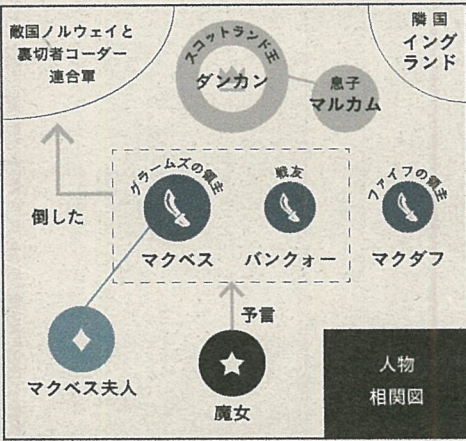 敵国ノルウェイと
裏切者コーダー
連合軍
スコットランド王
ダンカン
息子
マルカム
隣国
イング
ランド
倒した
グラームズの領主
マクベス
戦友
バンクォー
ファイフの領主
マクダフ
予言
マクベス夫人
魔女
人物
相関図